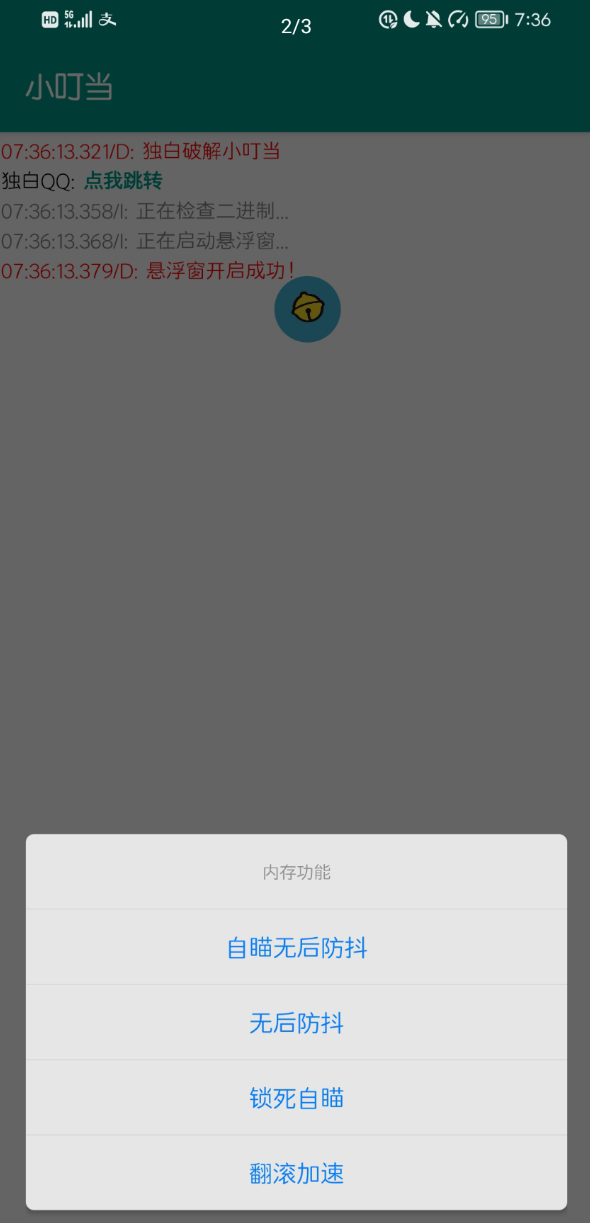 HD 5G 支 2/3 95 7:36
小叮当
07:36:13.321/D: 独白破解小叮当
独白QQ: 点我跳转
07:36:13.358/I: 正在检查二进制...
07:36:13.368/I: 正在启动悬浮窗...
07:36:13.379/D: 悬浮窗开启成功!
内存功能
自瞄无后防抖
无后防抖
锁死自瞄
翻滚加速